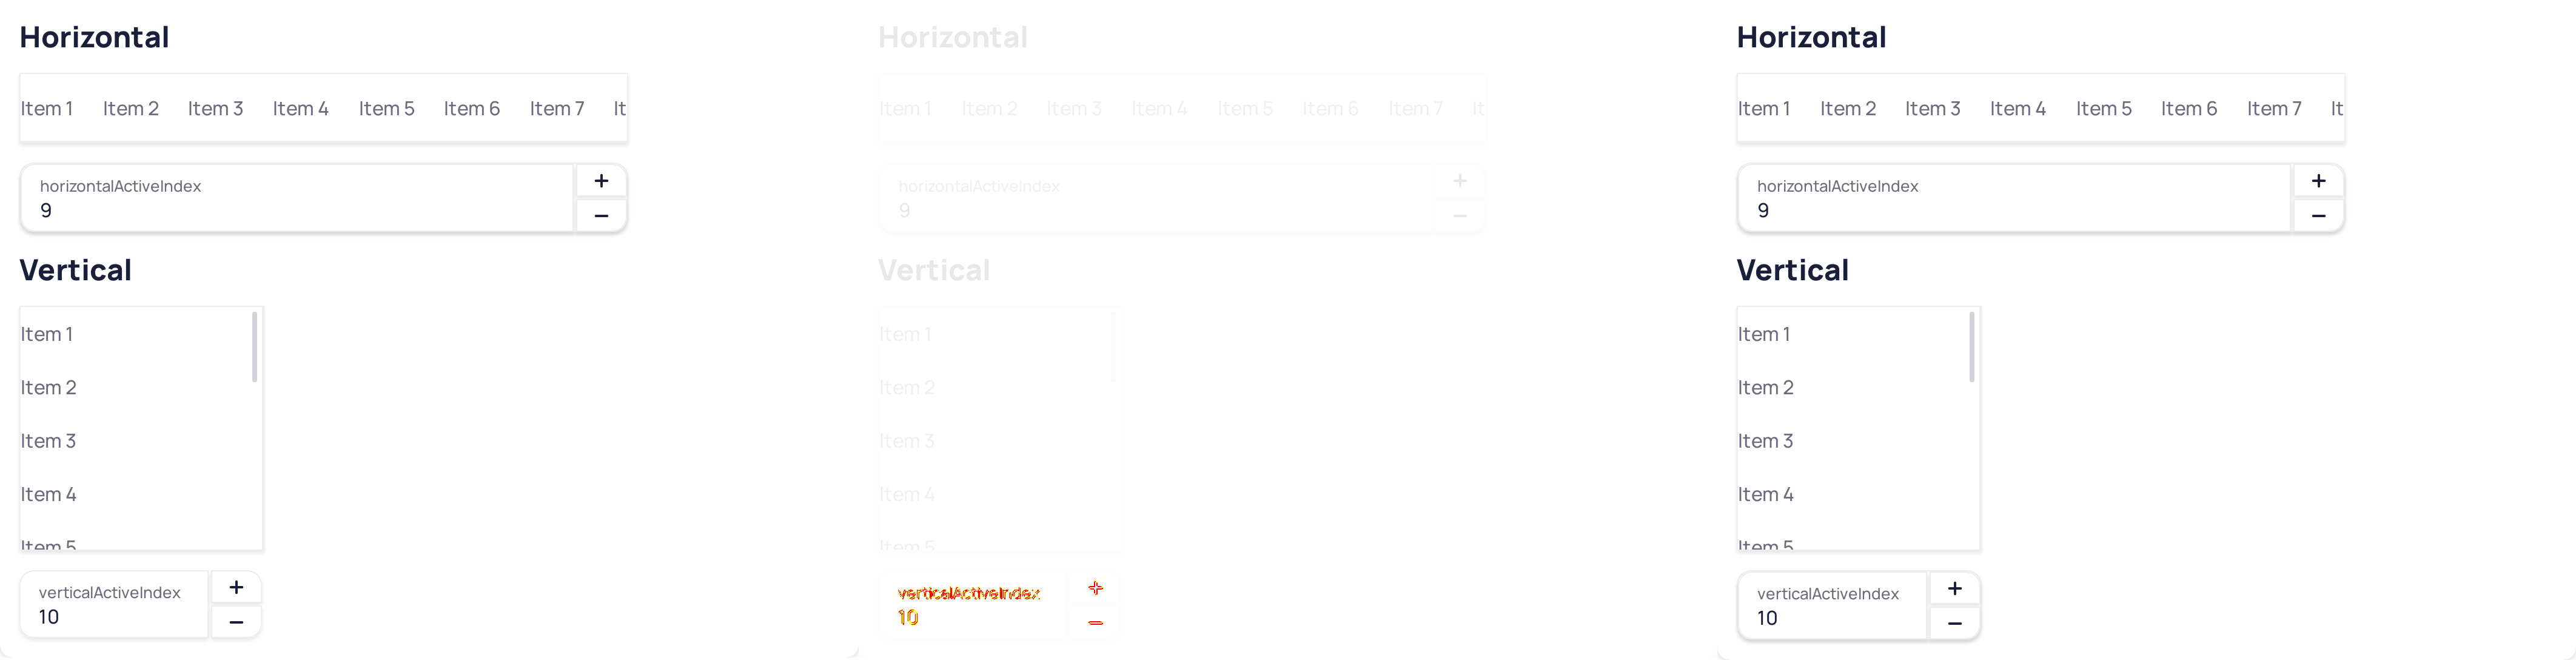 Horizontal
Item 1 Item 2 Item 3 Item 4 Item 5 Item 6 Item 7 It
horizontalActiveIndex
+
9
−
Vertical
Item 1
Item 2
Item 3
Item 4
Item 5
verticalActiveIndex
+
10
−
Horizontal
Item 1 Item 2 Item 3 Item 4 Item 5 Item 6 Item 7 It
horizontalActiveIndex
+
9
−
Vertical
Item 1
Item 2
Item 3
Item 4
Item 5
verticalActiveIndex
+
10
−
Horizontal
Item 1 Item 2 Item 3 Item 4 Item 5 Item 6 Item 7 It
horizontalActiveIndex
+
9
−
Vertical
Item 1
Item 2
Item 3
Item 4
Item 5
verticalActiveIndex
+
10
−